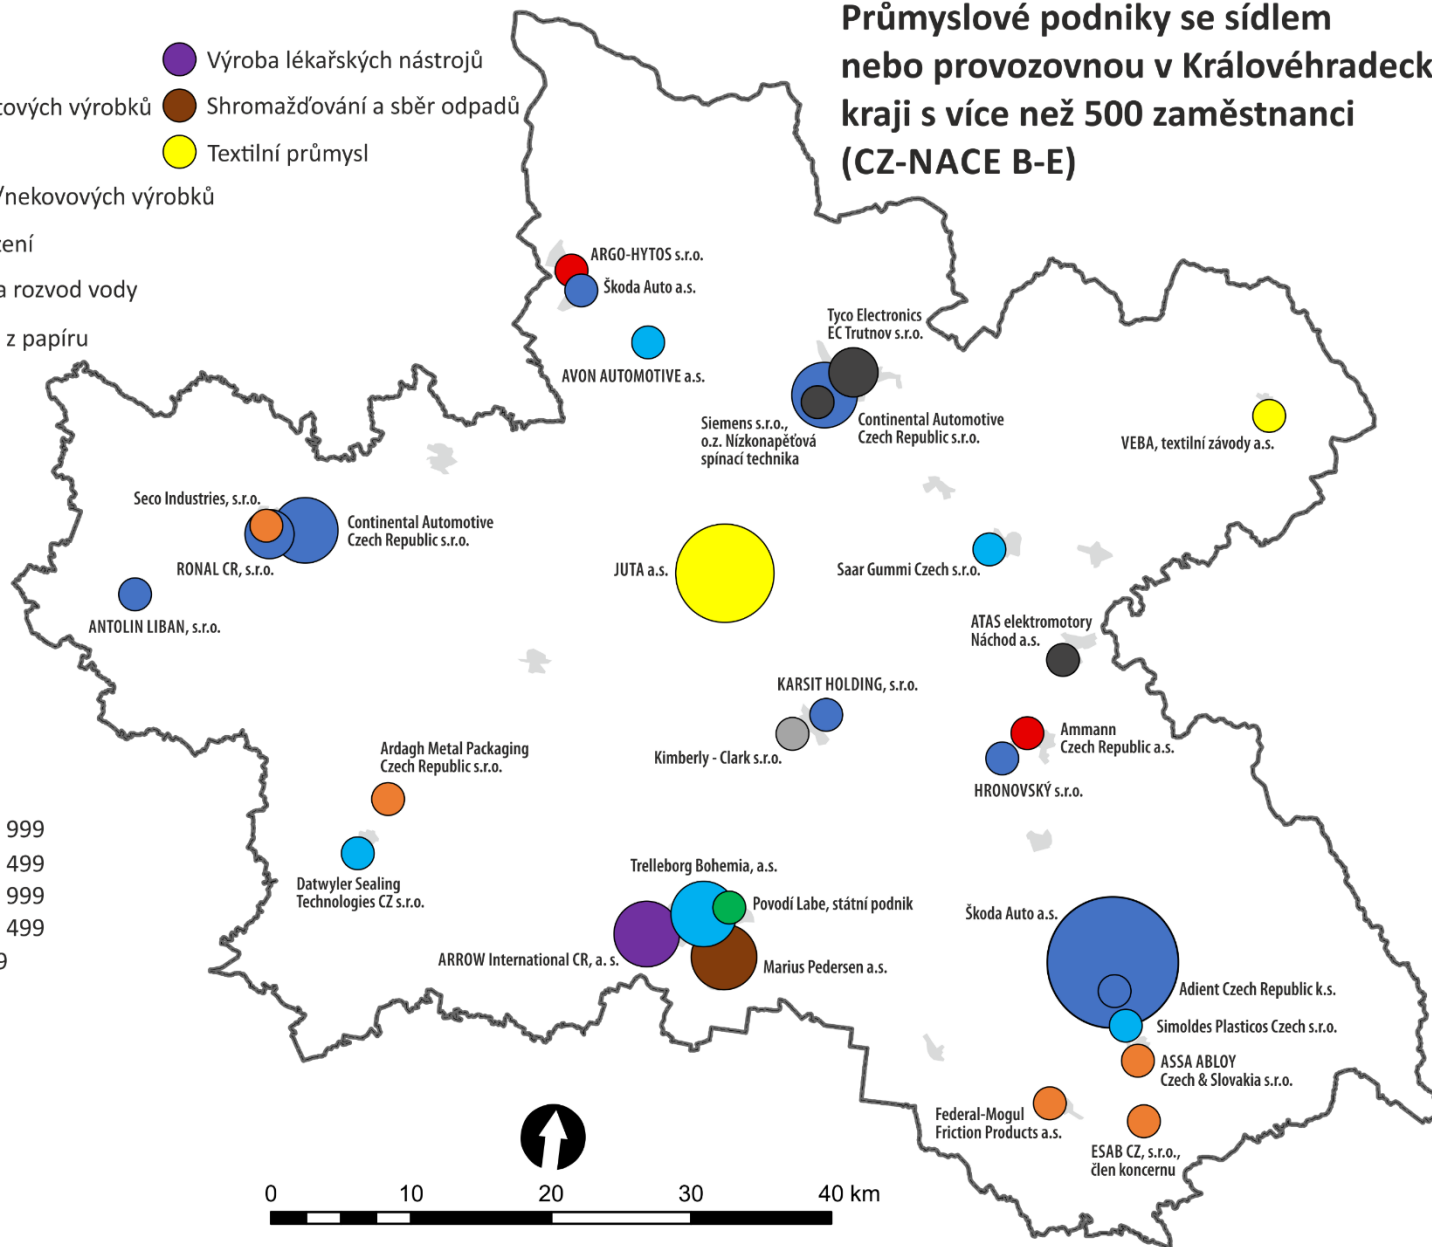 Průmyslové podniky se sídlem
nebo provozovnou v Královéhradeck
kraji s více než 500 zaměstnanci
(CZ-NACE B-E)
Výroba lékařských nástrojů
tových výrobků
Shromažďování a sběr odpadů
Textilní průmysl
/nekovových výrobků
zení
a rozvod vody
z papíru
ARGO-HYTOS s.r.o.
Škoda Auto a.s.
AVON AUTOMOTIVE a.s.
Tyco Electronics
EC Trutnov s.r.o.
Siemens s.r.o.,
o.z. Nízkonapěťová
spínací technika
Continental Automotive
Czech Republic s.r.o.
VEBA, textilní závody a.s.
Seco Industries, s.r.o.
Continental Automotive
Czech Republic s.r.o.
RONAL CR, s.r.o.
ANTOLIN LIBAN, s.r.o.
JUTA a.s.
Saar Gummi Czech s.r.o.
ATAS elektromotory
Náchod a.s.
KARSIT HOLDING, s.r.o.
Kimberly - Clark s.r.o.
Ammann
Czech Republic a.s.
HRONOVSKÝ s.r.o.
Ardagh Metal Packaging
Czech Republic s.r.o.
Datwyler Sealing
Technologies CZ s.r.o.
999
499
999
499
9
Trelleborg Bohemia, a.s.
Povodí Labe, státní podnik
ARROW International CR, a. s.
Marius Pedersen a.s.
Škoda Auto a.s.
Adient Czech Republic k.s.
Simoldes Plasticos Czech s.r.o.
ASSA ABLOY
Czech & Slovakia s.r.o.
Federal-Mogul
Friction Products a.s.
ESAB CZ, s.r.o.,
člen koncernu
0 10 20 30 40 km